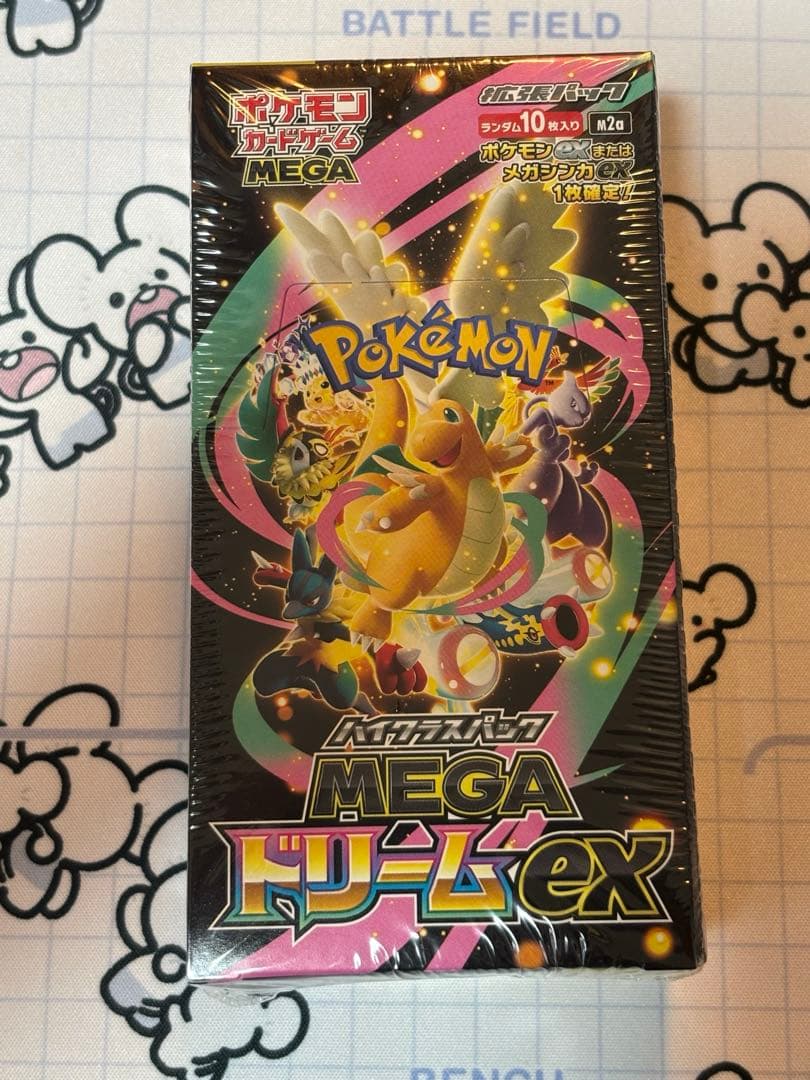 BATTLE FIELD
ポケモン
カードゲーム
MEGA
拡張パック
ランダム10枚入り M2a
ポケモンexまたは
メガシンカex
1枚確定!
POKéMON
TM
ハイクラスパック
MEGA
ドリームex
BENCH